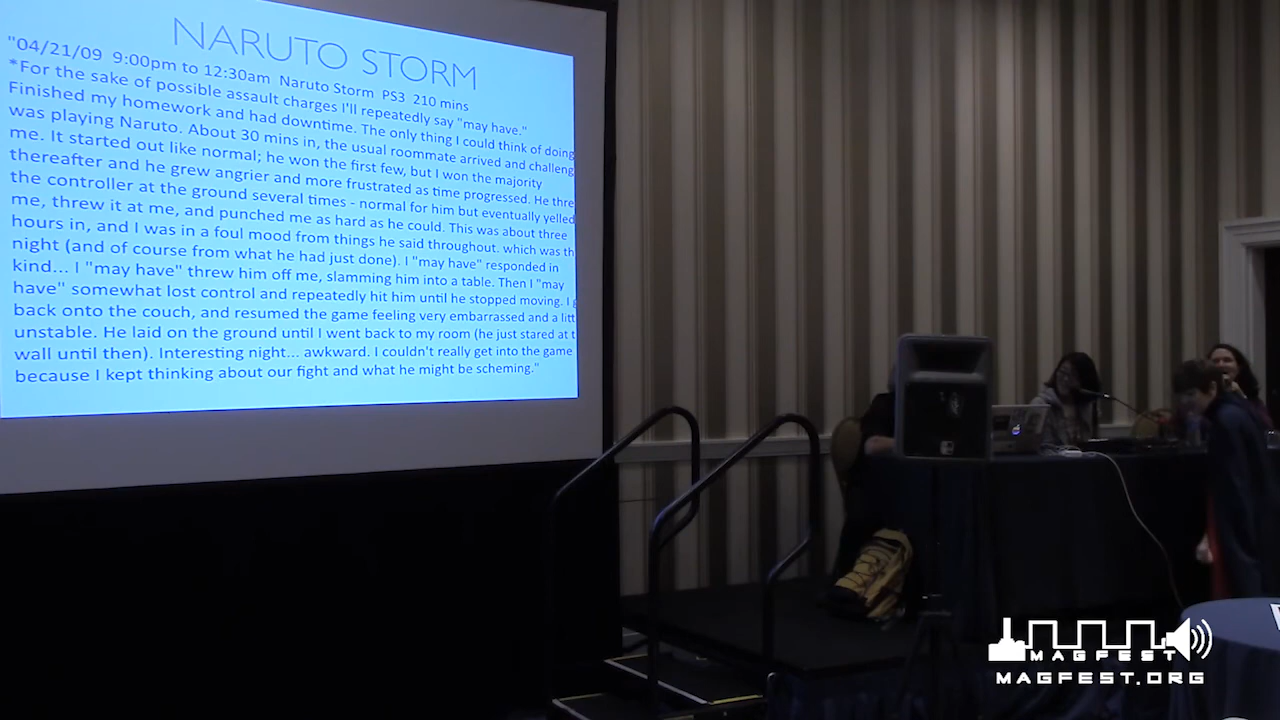 NARUTO STORM
"04/21/09 9:00pm to 12:30am Naruto Storm PS3 210 mins
*For the sake of possible assault charges I'll repeatedly say "may have."
Finished my homework and had downtime. The only thing I could think of doing
was playing Naruto. About 30 mins in, the usual roommate arrived and challeng
me. It started out like normal; he won the first few, but I won the majority
thereafter and he grew angrier and more frustrated as time progressed. He thre
the controller at the ground several times - normal for him but eventually yelled
me, threw it at me, and punched me as hard as he could. This was about three
hours in, and I was in a foul mood from things he said throughout. which was th
night (and of course from what he had just done). I "may have" responded in
kind... I "may have" threw him off me, slamming him into a table. Then I "may
have" somewhat lost control and repeatedly hit him until he stopped moving. I g
back onto the couch, and resumed the game feeling very embarrassed and a litt
unstable. He laid on the ground until I went back to my room (he just stared at t
wall until then). Interesting night... awkward. I couldn't really get into the game
because I kept thinking about our fight and what he might be scheming."
MAGFEST
MAGFEST.ORG